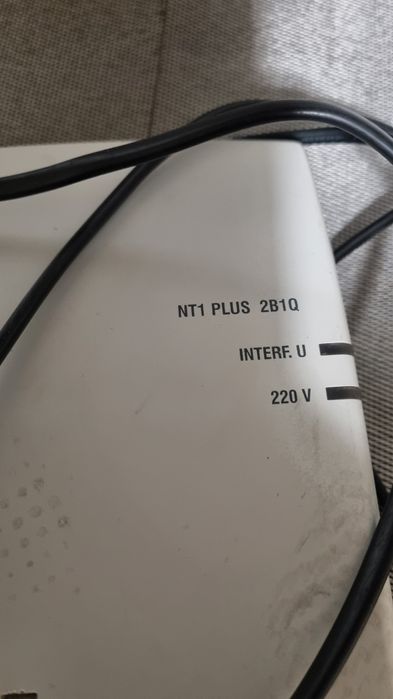 NT1 PLUS 2B1Q
INTERF. U
220 V